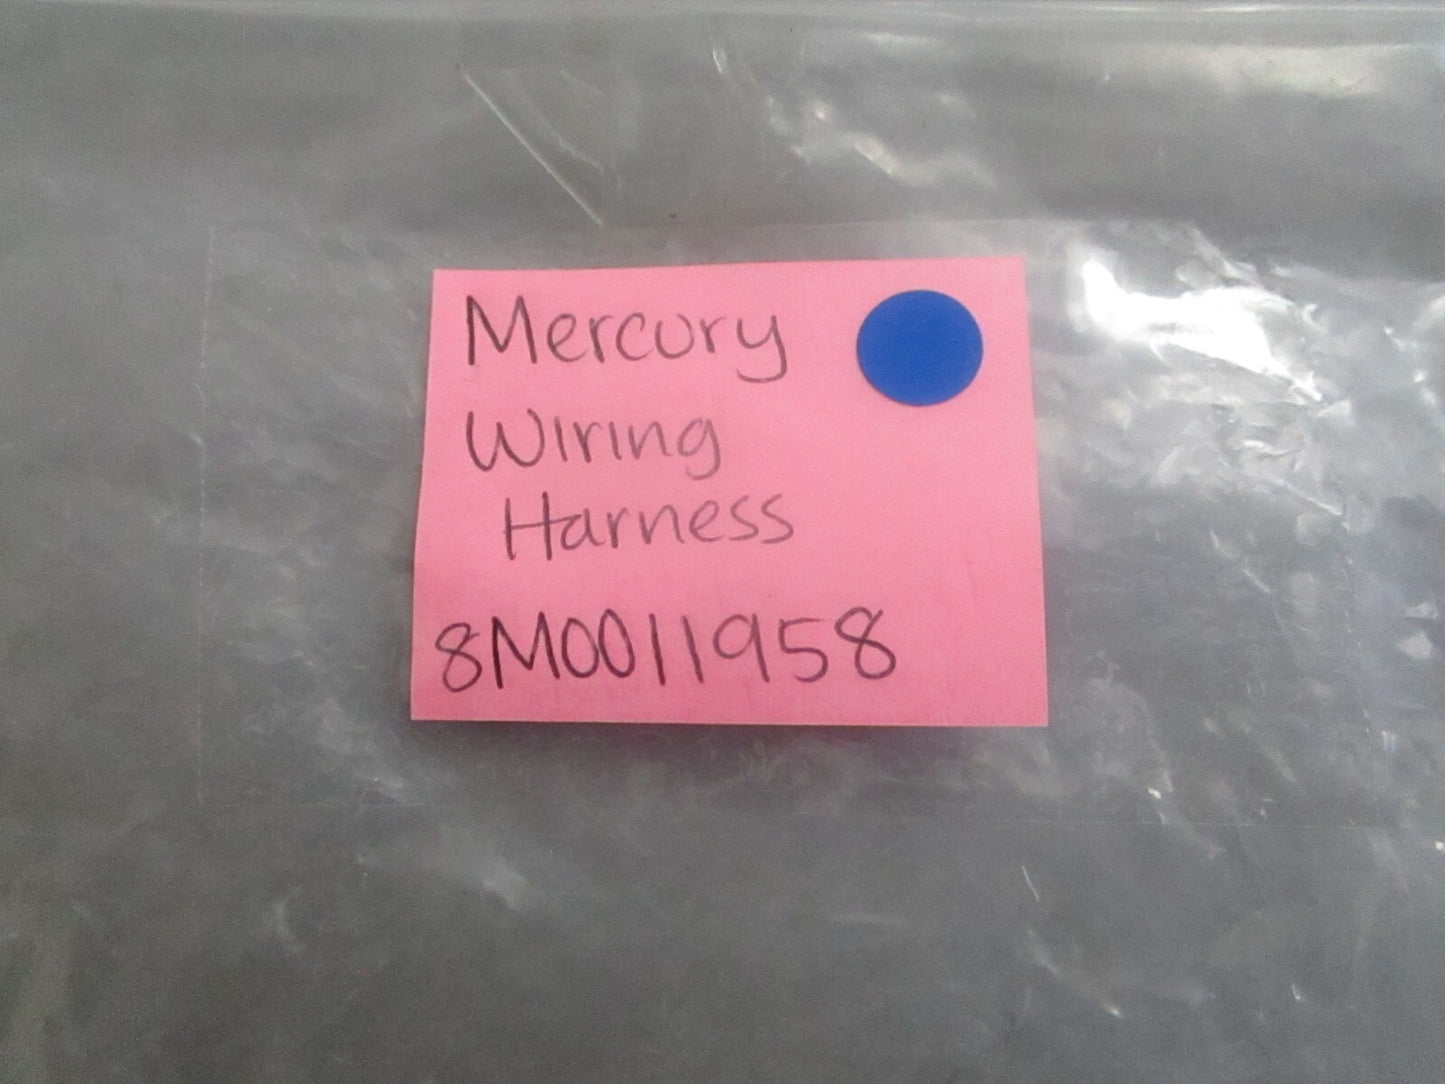 Mercury
Wiring
Harness
8M0011958